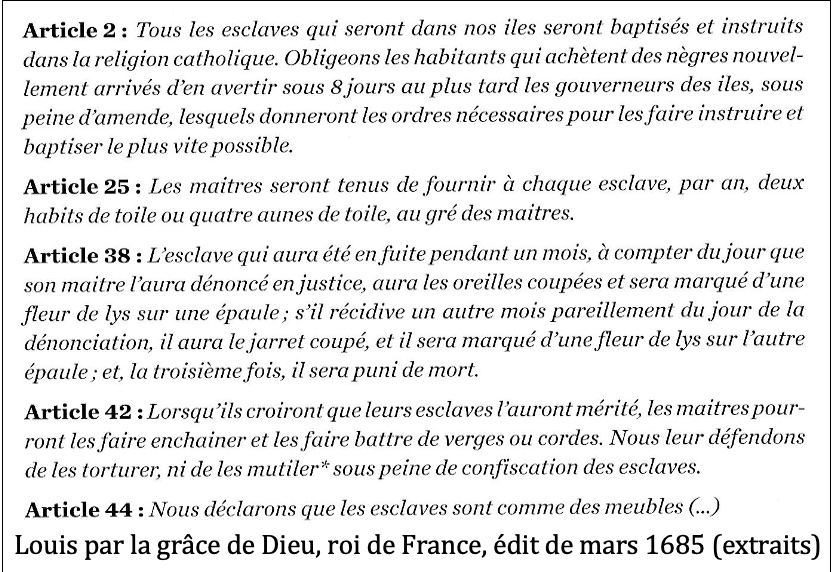 Article 2 : Tous les esclaves qui seront dans nos iles seront baptisés et instruits
dans la religion catholique. Obligeons les habitants qui achètent des nègres nouvel-
lement arrivés d'en avertir sous 8 jours au plus tard les gouverneurs des iles, sous
peine d'amende, lesquels donneront les ordres nécessaires pour les faire instruire et
baptiser le plus vite possible.
Article 25 : Les maitres seront tenus de fournir à chaque esclave, par an, deux
habits de toile ou quatre aunes de toile, au gré des maitres.
Article 38 : L'esclave qui aura été en fuite pendant un mois, à compter du jour que
son maitre l'aura dénoncé en justice, aura les oreilles coupées et sera marqué d'une
fleur de lys sur une épaule ; s'il récidive un autre mois pareillement du jour de la
dénonciation, il aura le jarret coupé, et il sera marqué d'une fleur de lys sur l'autre
épaule ; et, la troisième fois, il sera puni de mort.
Article 42 : Lorsqu'ils croiront que leurs esclaves l'auront mérité, les maitres pour-
ront les faire enchainer et les faire battre de verges ou cordes. Nous leur défendons
de les torturer, ni de les mutiler* sous peine de confiscation des esclaves.
Article 44 : Nous déclarons que les esclaves sont comme des meubles (...)
Louis par la grâce de Dieu, roi de France, édit de mars 1685 (extraits)